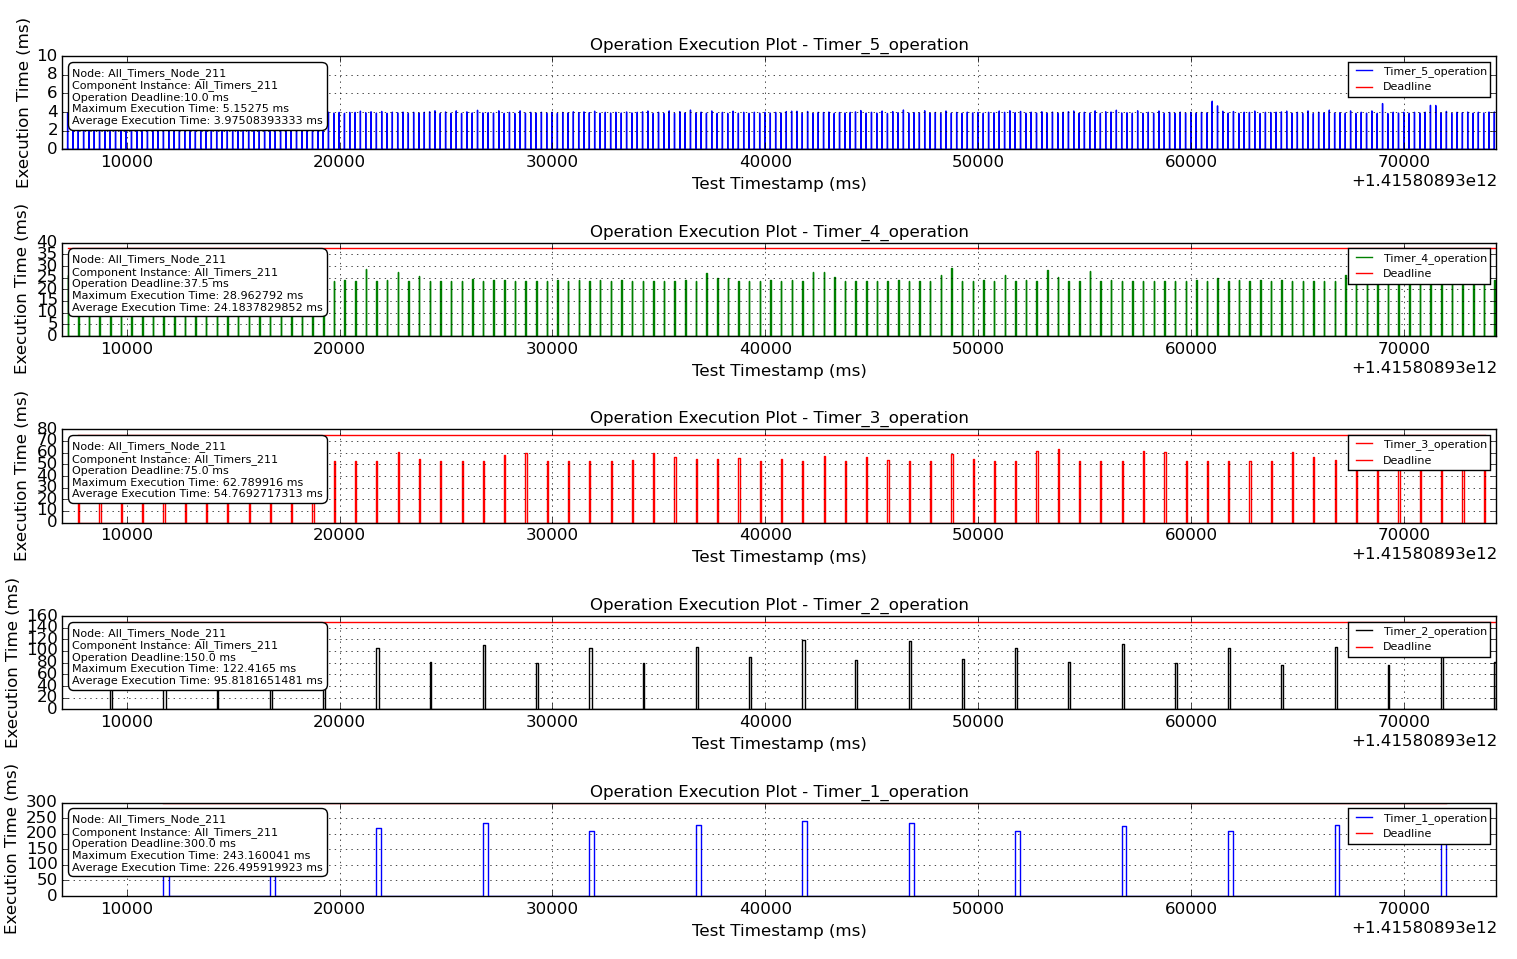 Operation Execution Plot - Timer_5_operation
Execution Time (ms)
10
8
6
4
2
0
Node: All_Timers_Node_211
Component Instance: All_Timers_211
Operation Deadline:10.0 ms
Maximum Execution Time: 5.15275 ms
Average Execution Time: 3.97508393333 ms
Timer_5_operation
Deadline
10000 20000 30000 40000 50000 60000 70000
+1.41580893e12
Test Timestamp (ms)
Operation Execution Plot - Timer_4_operation
Execution Time (ms)
40
35
30
25
20
15
10
5
0
Node: All_Timers_Node_211
Component Instance: All_Timers_211
Operation Deadline:37.5 ms
Maximum Execution Time: 28.962792 ms
Average Execution Time: 24.1837829852 ms
Timer_4_operation
Deadline
10000 20000 30000 40000 50000 60000 70000
+1.41580893e12
Test Timestamp (ms)
Operation Execution Plot - Timer_3_operation
Execution Time (ms)
80
70
60
50
40
30
20
10
0
Node: All_Timers_Node_211
Component Instance: All_Timers_211
Operation Deadline:75.0 ms
Maximum Execution Time: 62.789916 ms
Average Execution Time: 54.7692717313 ms
Timer_3_operation
Deadline
10000 20000 30000 40000 50000 60000 70000
+1.41580893e12
Test Timestamp (ms)
Operation Execution Plot - Timer_2_operation
Execution Time (ms)
160
140
120
100
80
60
40
20
0
Node: All_Timers_Node_211
Component Instance: All_Timers_211
Operation Deadline:150.0 ms
Maximum Execution Time: 122.4165 ms
Average Execution Time: 95.8181651481 ms
Timer_2_operation
Deadline
10000 20000 30000 40000 50000 60000 70000
+1.41580893e12
Test Timestamp (ms)
Operation Execution Plot - Timer_1_operation
Execution Time (ms)
300
250
200
150
100
50
0
Node: All_Timers_Node_211
Component Instance: All_Timers_211
Operation Deadline:300.0 ms
Maximum Execution Time: 243.160041 ms
Average Execution Time: 226.495919923 ms
Timer_1_operation
Deadline
10000 20000 30000 40000 50000 60000 70000
+1.41580893e12
Test Timestamp (ms)